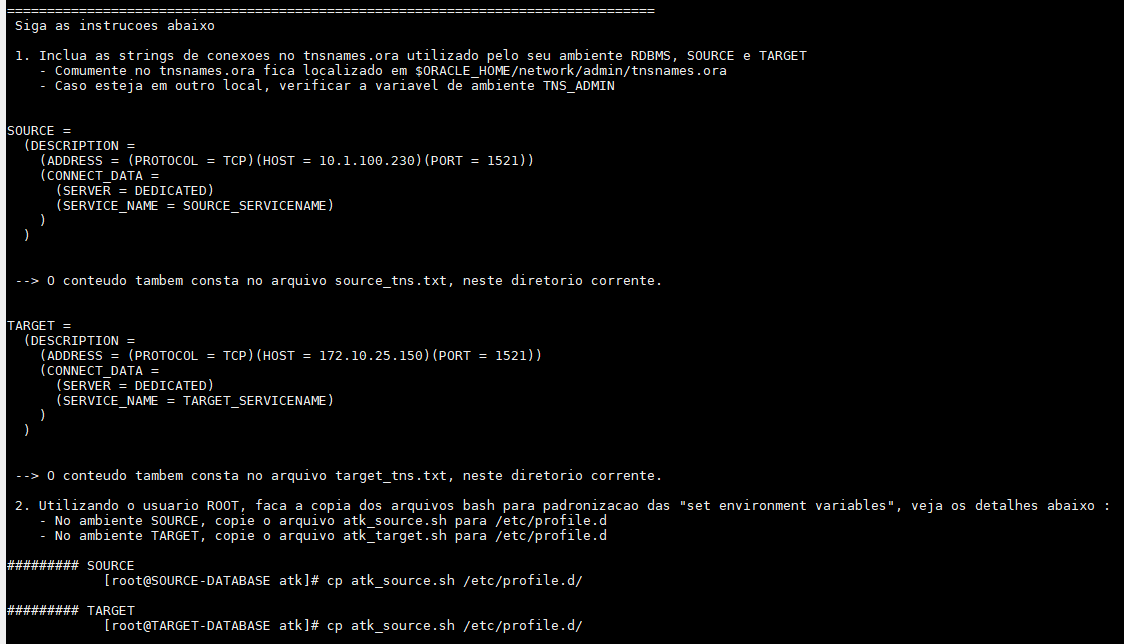 =================================================================================
Siga as instrucoes abaixo
1. Inclua as strings de conexoes no tnsnames.ora utilizado pelo seu ambiente RDBMS, SOURCE e TARGET
- Comumente no tnsnames.ora fica localizado em $ORACLE_HOME/network/admin/tnsnames.ora
- Caso esteja em outro local, verificar a variavel de ambiente TNS_ADMIN
SOURCE =
(DESCRIPTION =
(ADDRESS = (PROTOCOL = TCP)(HOST = 10.1.100.230)(PORT = 1521))
(CONNECT_DATA =
(SERVER = DEDICATED)
(SERVICE_NAME = SOURCE_SERVICENAME)
)
)
--> O conteudo tambem consta no arquivo source_tns.txt, neste diretorio corrente.
TARGET =
(DESCRIPTION =
(ADDRESS = (PROTOCOL = TCP)(HOST = 172.10.25.150)(PORT = 1521))
(CONNECT_DATA =
(SERVER = DEDICATED)
(SERVICE_NAME = TARGET_SERVICENAME)
)
)
--> O conteudo tambem consta no arquivo target_tns.txt, neste diretorio corrente.
2. Utilizando o usuario ROOT, faca a copia dos arquivos bash para padronizacao das "set environment variables", veja os detalhes abaixo :
- No ambiente SOURCE, copie o arquivo atk_source.sh para /etc/profile.d
- No ambiente TARGET, copie o arquivo atk_target.sh para /etc/profile.d
######### SOURCE
[root@SOURCE-DATABASE atk]# cp atk_source.sh /etc/profile.d/
######### TARGET
[root@TARGET-DATABASE atk]# cp atk_source.sh /etc/profile.d/